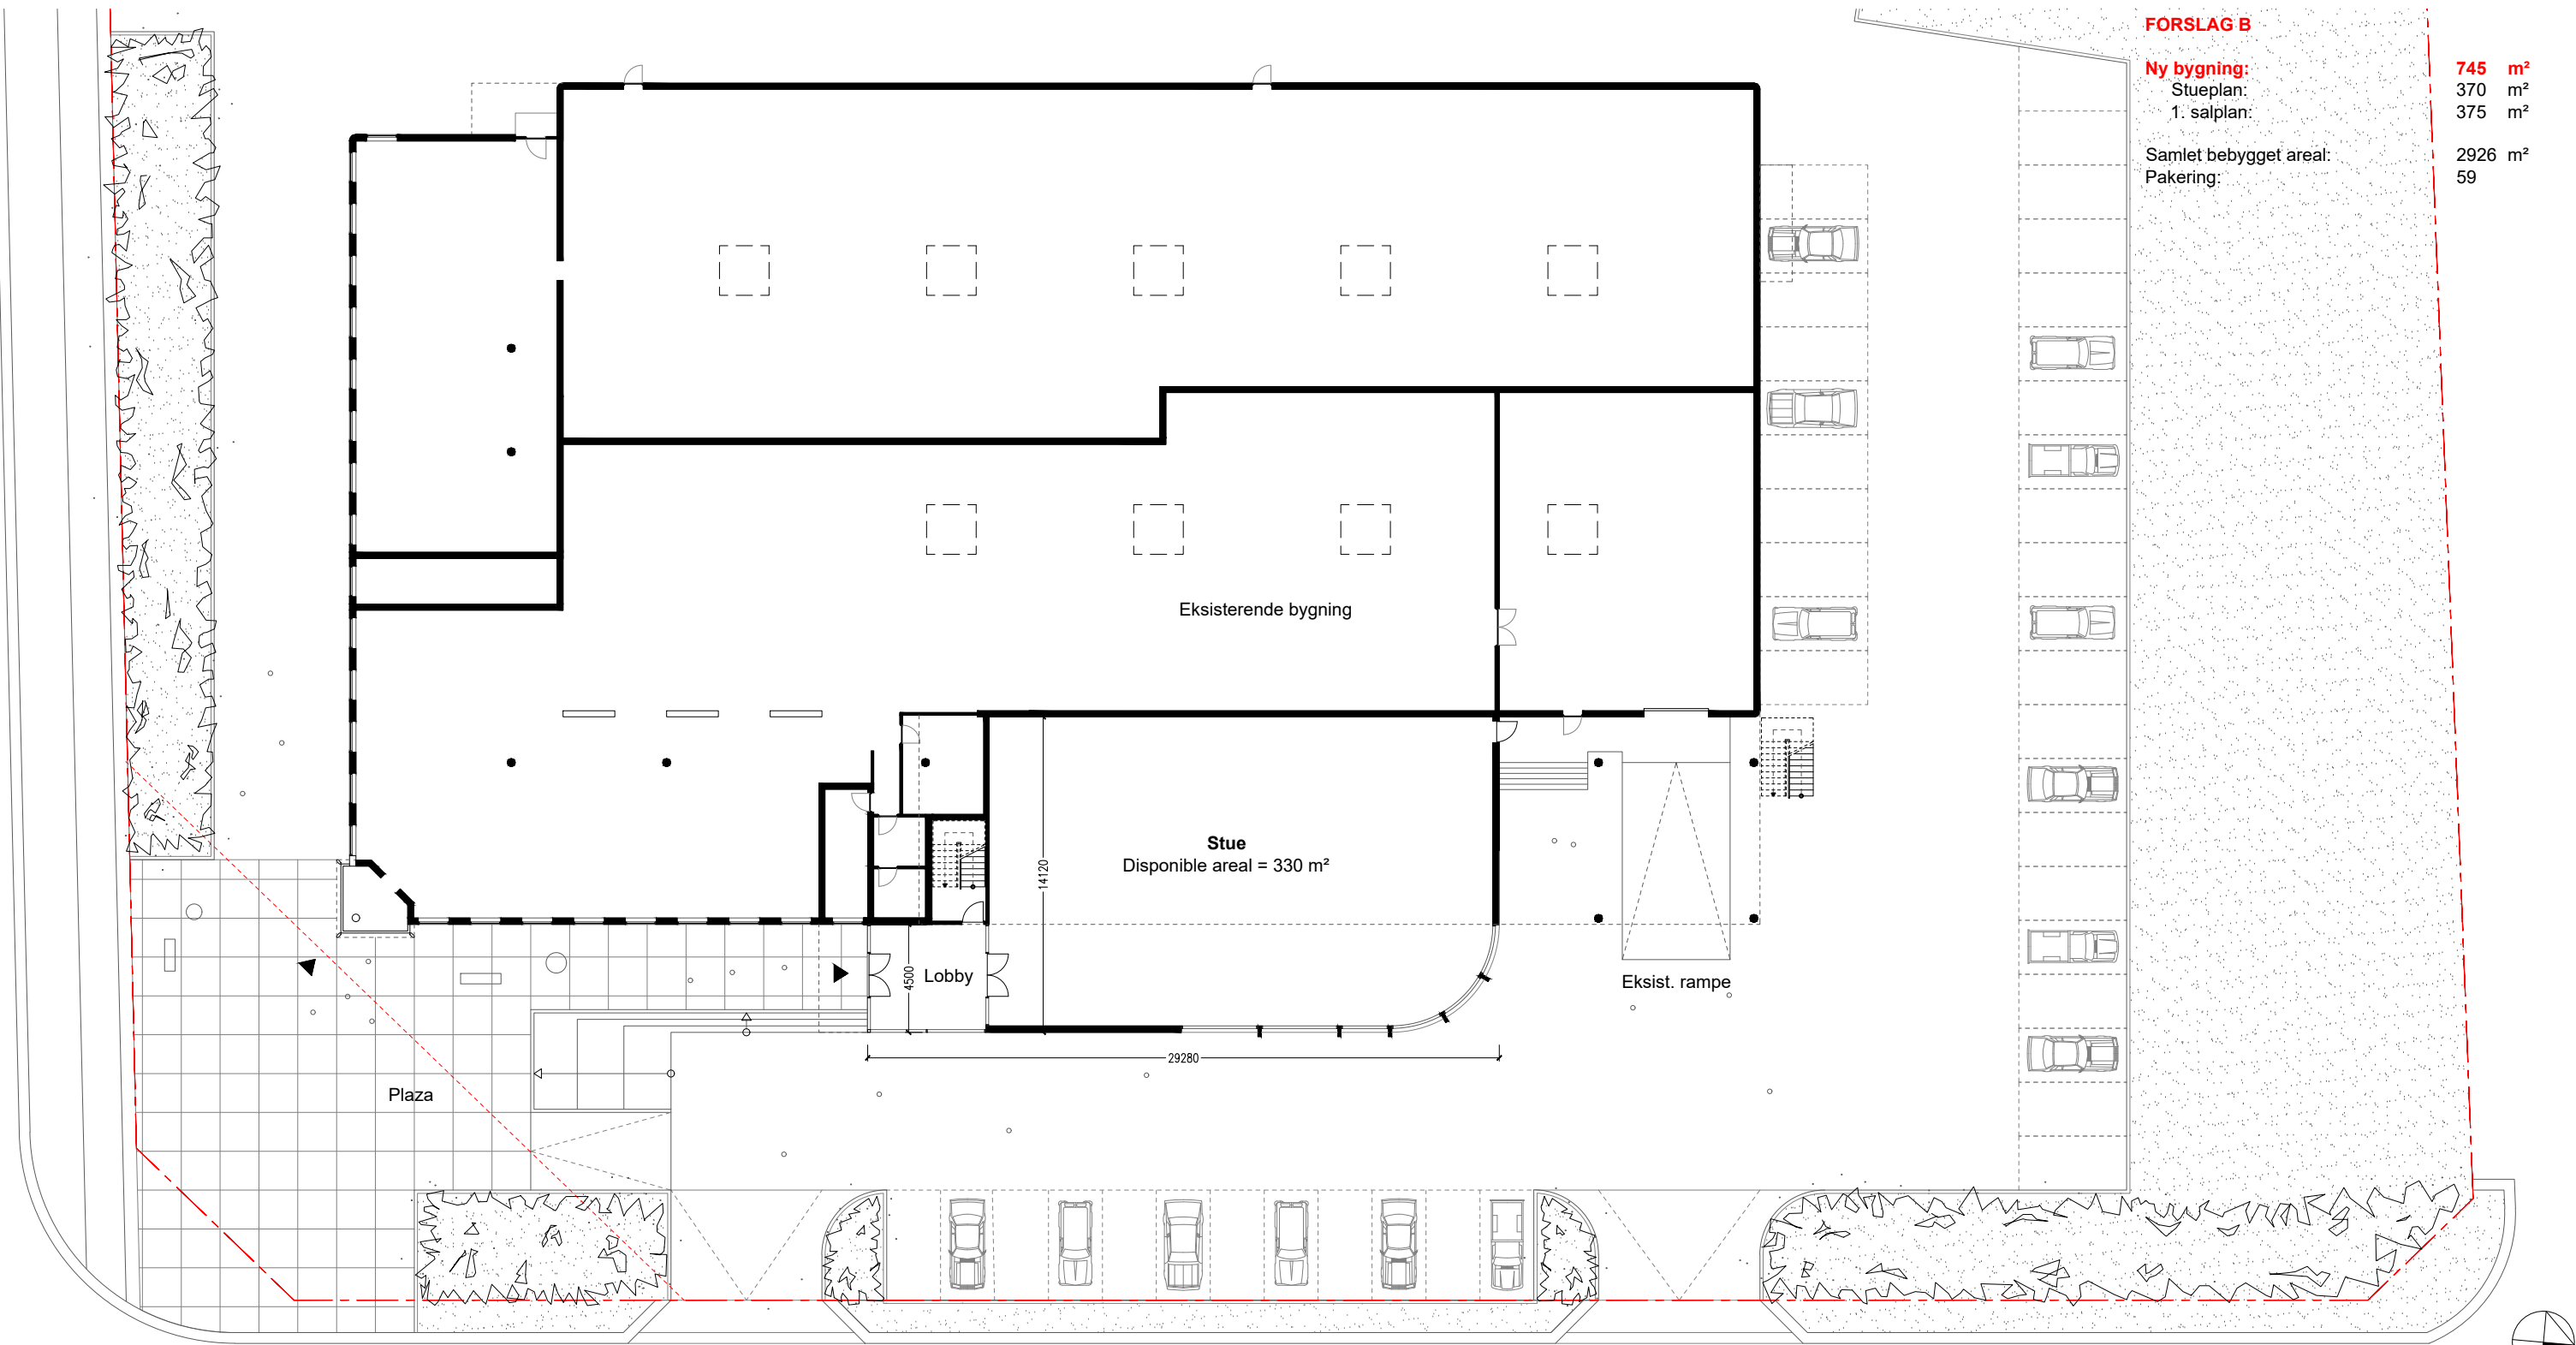 FORSLAG B
Ny bygning: 745 m²
Stueplan: 370 m²
1. salplan: 375 m²
Samlet bebygget areal: 2926 m²
Pakering: 59
Eksisterende bygning
Stue
Disponible areal = 330 m²
14120
4500
Lobby
Eksist. rampe
29280
Plaza